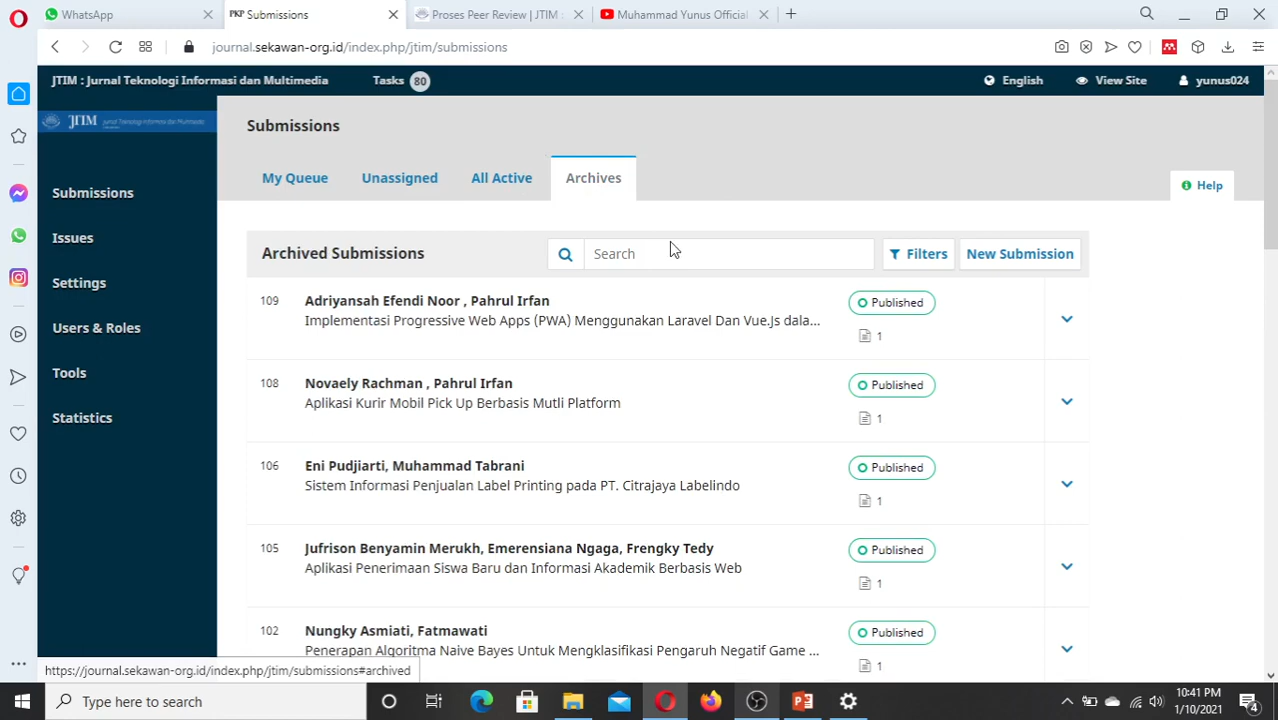 WhatsApp
PKP Submissions
Proses Peer Review | JTIM :
Muhammad Yunus Official
journal.sekawan-org.id/index.php/jtim/submissions
JTIM : Jurnal Teknologi Informasi dan Multimedia
Tasks 80
English
View Site
yunus024
JTIM Jurnal Teknologi Informasi dan Multimedia
Submissions
Issues
Settings
Users & Roles
Tools
Statistics
Submissions
My Queue
Unassigned
All Active
Archives
Help
Archived Submissions
Search
Filters
New Submission
109
Adriyansah Efendi Noor , Pahrul Irfan
Published
Implementasi Progressive Web Apps (PWA) Menggunakan Laravel Dan Vue.Js dala...
1
108
Novaely Rachman , Pahrul Irfan
Published
Aplikasi Kurir Mobil Pick Up Berbasis Mutli Platform
1
106
Eni Pudjiarti, Muhammad Tabrani
Published
Sistem Informasi Penjualan Label Printing pada PT. Citrajaya Labelindo
1
105
Jufrison Benyamin Merukh, Emerensiana Ngaga, Frengky Tedy
Published
Aplikasi Penerimaan Siswa Baru dan Informasi Akademik Berbasis Web
1
102
Nungky Asmiati, Fatmawati
Published
Penerapan Algoritma Naive Bayes Untuk Mengklasifikasi Pengaruh Negatif Game ...
1
https://journal.sekawan-org.id/index.php/jtim/submissions#archived
Type here to search
10:41 PM
1/10/2021
4